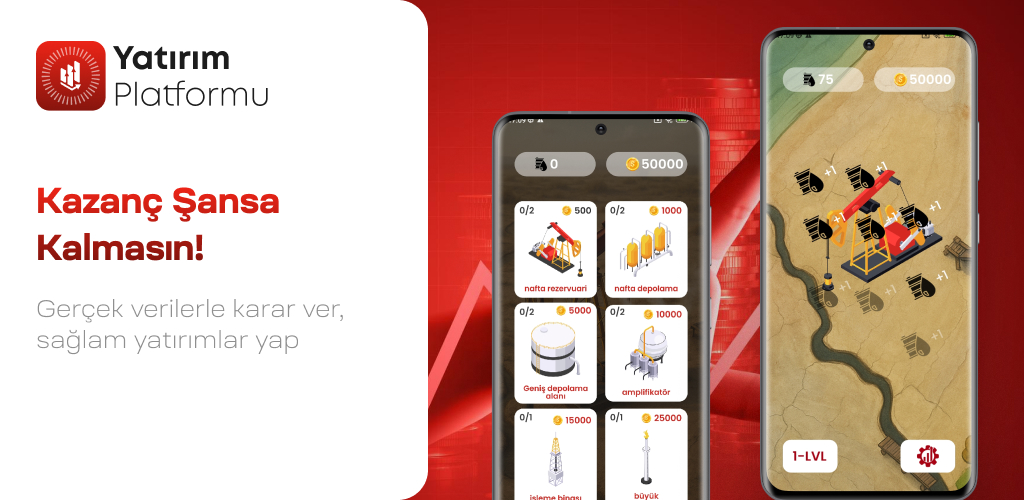 Yatırım
Platformu
Kazanç Şansa
Kalmasın!
Gerçek verilerle karar ver,
sağlam yatırımlar yap
0
50000
0/2
500
nafta rezervuari
0/2
1000
nafta depolama
0/2
5000
Geniş depolama
alanı
0/2
10000
amplifikatör
0/1
15000
işleme binası
0/1
25000
büyük
75
50000
+1
+1
+1
+1
+1
+1
+1
+1
+1
1-LVL